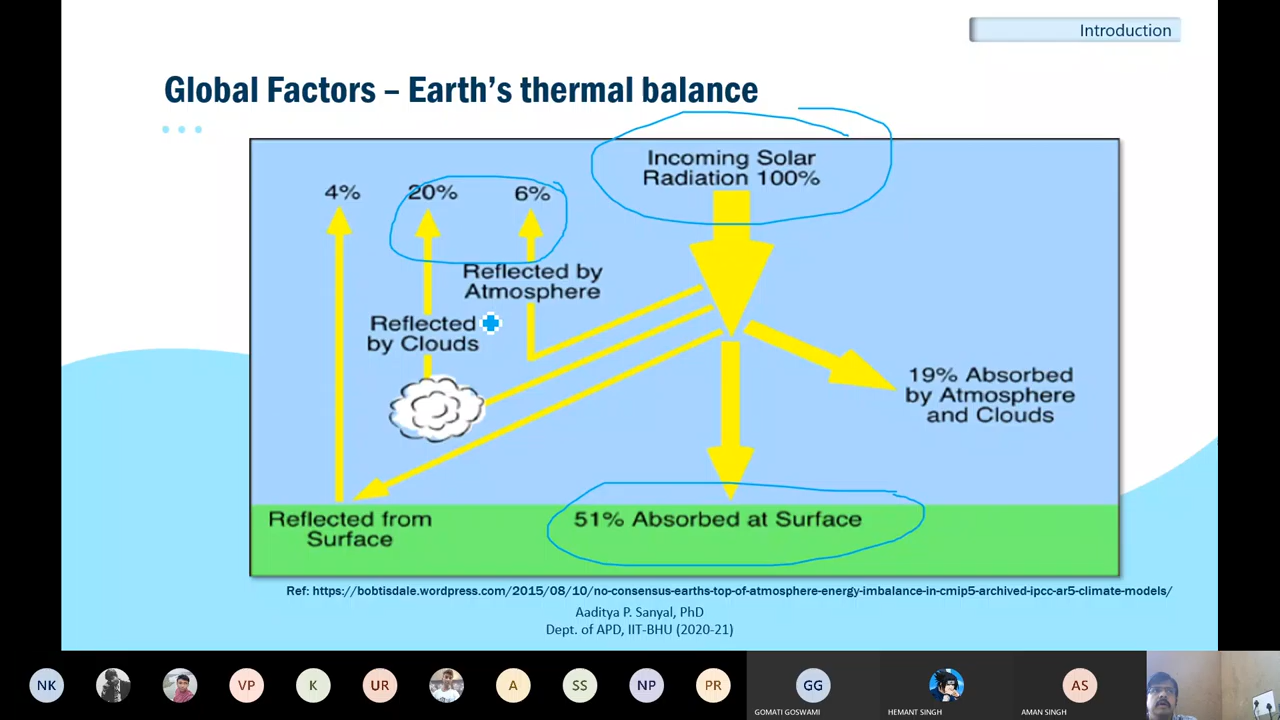 Introduction
Global Factors – Earth's thermal balance
Incoming Solar
Radiation 100%
4%
20%
6%
Reflected by
Atmosphere
Reflected
by Clouds
19% Absorbed
by Atmosphere
and Clouds
Reflected from
Surface
51% Absorbed at Surface
Ref: https://bobtisdale.wordpress.com/2015/08/10/no-consensus-earths-top-of-atmosphere-energy-imbalance-in-cmip5-archived-ipcc-ar5-climate-models/
Aaditya P. Sanyal, PhD
Dept. of APD, IIT-BHU (2020-21)
NK
VP
K
UR
A
SS
NP
PR
GG
AS
GOMATI GOSWAMI
HEMANT SINGH
AMAN SINGH